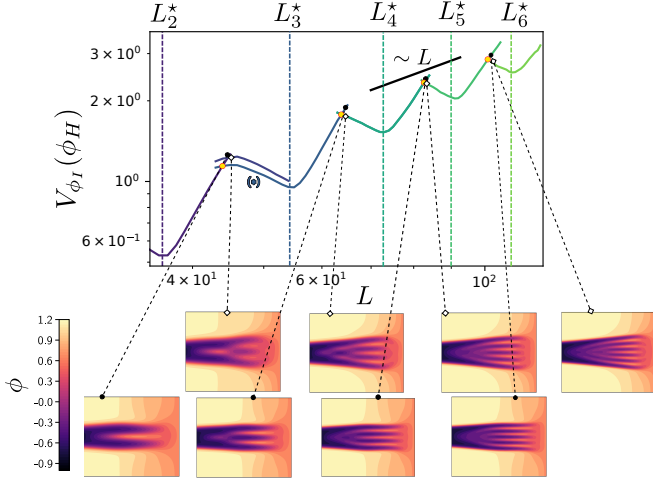 L₂⋆ L₃⋆ L₄⋆ L₅⋆ L₆⋆
3 × 10⁰
2 × 10⁰
10⁰
6 × 10⁻¹
V_{ϕ_I}(ϕ_H)
~ L
(•)
4 × 10¹ 6 × 10¹ 10²
L
ϕ
1.2
0.9
0.6
0.3
0.0
−0.3
−0.6
−0.9